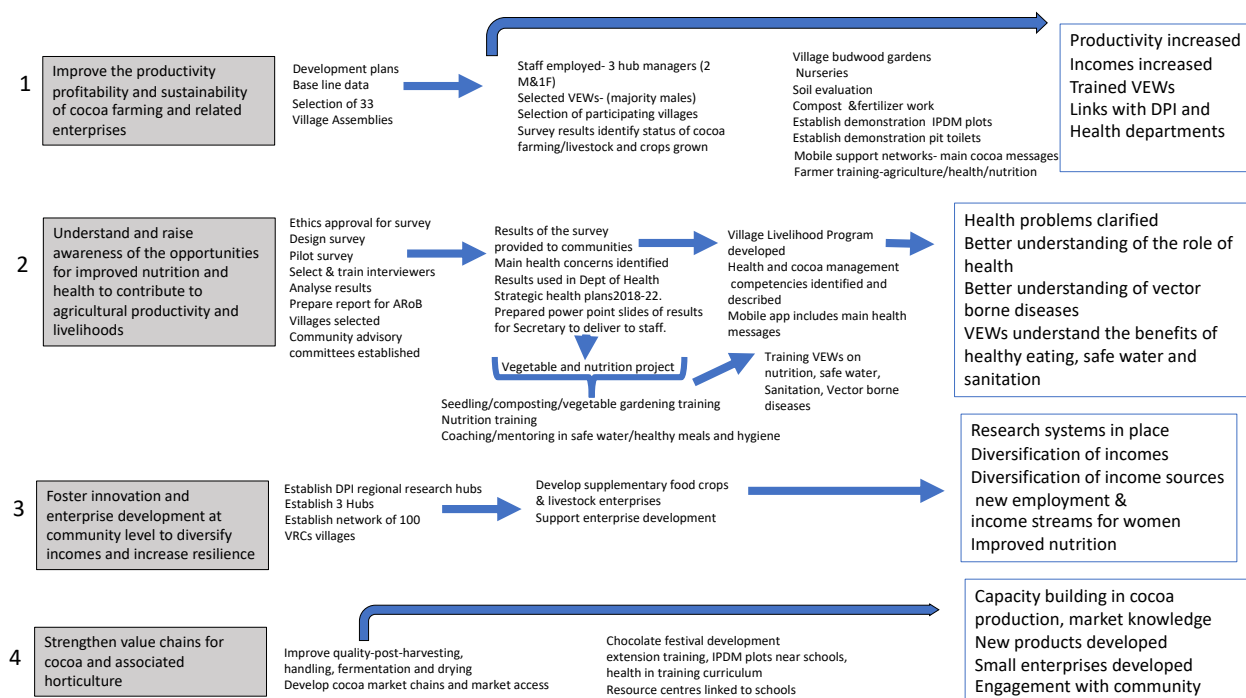 1
Improve the productivity
profitability and sustainability
of cocoa farming and related
enterprises
Development plans
Base line data
Selection of 33
Village Assemblies
Staff employed- 3 hub managers (2
M&1F)
Selected VEWs- (majority males)
Selection of participating villages
Survey results identify status of cocoa
farming/livestock and crops grown
Village budwood gardens
Nurseries
Soil evaluation
Compost &fertilizer work
Establish demonstration IPDM plots
Establish demonstration pit toilets
Mobile support networks- main cocoa messages
Farmer training-agriculture/health/nutrition
Productivity increased
Incomes increased
Trained VEWs
Links with DPI and
Health departments
2
Understand and raise
awareness of the opportunities
for improved nutrition and
health to contribute to
agricultural productivity and
livelihoods
Ethics approval for survey
Design survey
Pilot survey
Select & train interviewers
Analyse results
Prepare report for ARoB
Villages selected
Community advisory
committees established
Results of the survey
provided to communities
Main health concerns identified
Results used in Dept of Health
Strategic health plans2018-22.
Prepared power point slides of results
for Secretary to deliver to staff.
Vegetable and nutrition project
Seedling/composting/vegetable gardening training
Nutrition training
Coaching/mentoring in safe water/healthy meals and hygiene
Village Livelihood Program
developed
Health and cocoa management
competencies identified and
described
Mobile app includes main health
messages
Training VEWs on
nutrition, safe water,
Sanitation, Vector borne
diseases
Health problems clarified
Better understanding of the role of
health
Better understanding of vector
borne diseases
VEWs understand the benefits of
healthy eating, safe water and
sanitation
3
Foster innovation and
enterprise development at
community level to diversify
incomes and increase resilience
Establish DPI regional research hubs
Establish 3 Hubs
Establish network of 100
VRCs villages
Develop supplementary food crops
& livestock enterprises
Support enterprise development
Research systems in place
Diversification of incomes
Diversification of income sources
new employment &
income streams for women
Improved nutrition
4
Strengthen value chains for
cocoa and associated
horticulture
Improve quality-post-harvesting,
handling, fermentation and drying
Develop cocoa market chains and market access
Chocolate festival development
extension training, IPDM plots near schools,
health in training curriculum
Resource centres linked to schools
Capacity building in cocoa
production, market knowledge
New products developed
Small enterprises developed
Engagement with community